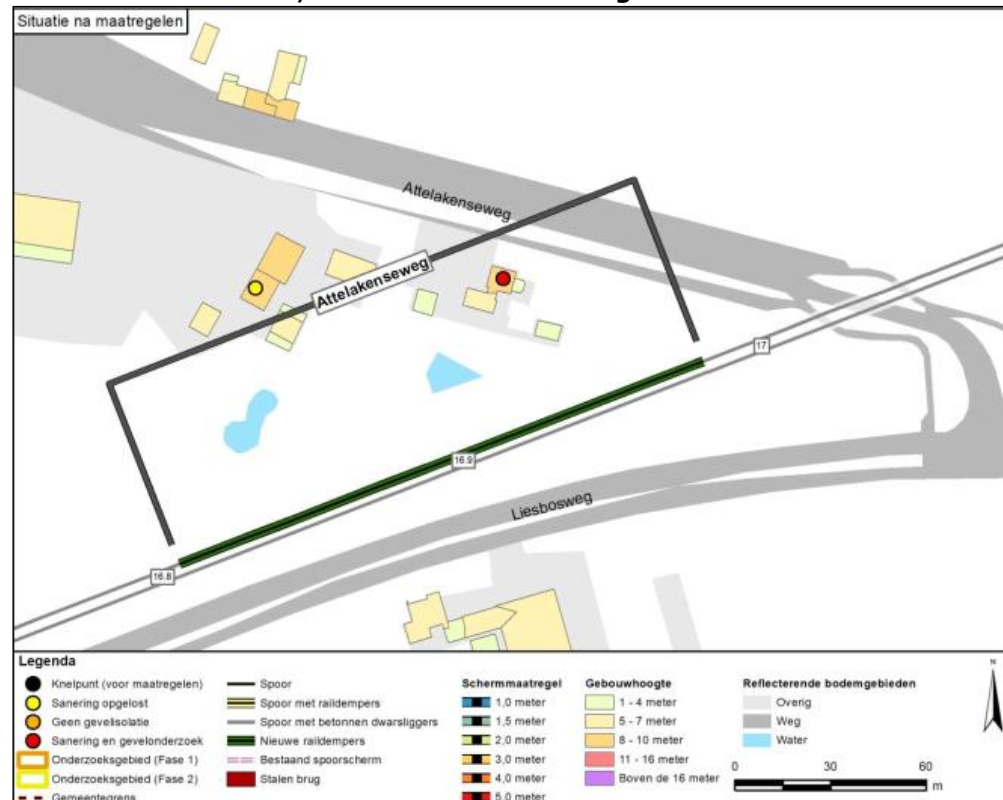 Situatie na maatregelen
Attelakenseweg
Attelakenseweg
17
16.9
Liesbosweg
16.8
Legenda
Knelpunt (voor maatregelen)
Sanering opgelost
Geen gevelisolatie
Sanering en gevelonderzoek
Onderzoeksgebied (Fase 1)
Onderzoeksgebied (Fase 2)
Gemeentegrens
Spoor
Spoor met raildempers
Spoor met betonnen dwarsliggers
Nieuwe raildempers
Bestaand spoorscherm
Stalen brug
Schermmaatregel
1,0 meter
1,5 meter
2,0 meter
3,0 meter
4,0 meter
5,0 meter
Gebouwhoogte
1 - 4 meter
5 - 7 meter
8 - 10 meter
11 - 16 meter
Boven de 16 meter
Reflecterende bodemgebieden
Overig
Weg
Water
N
0 30 60
m